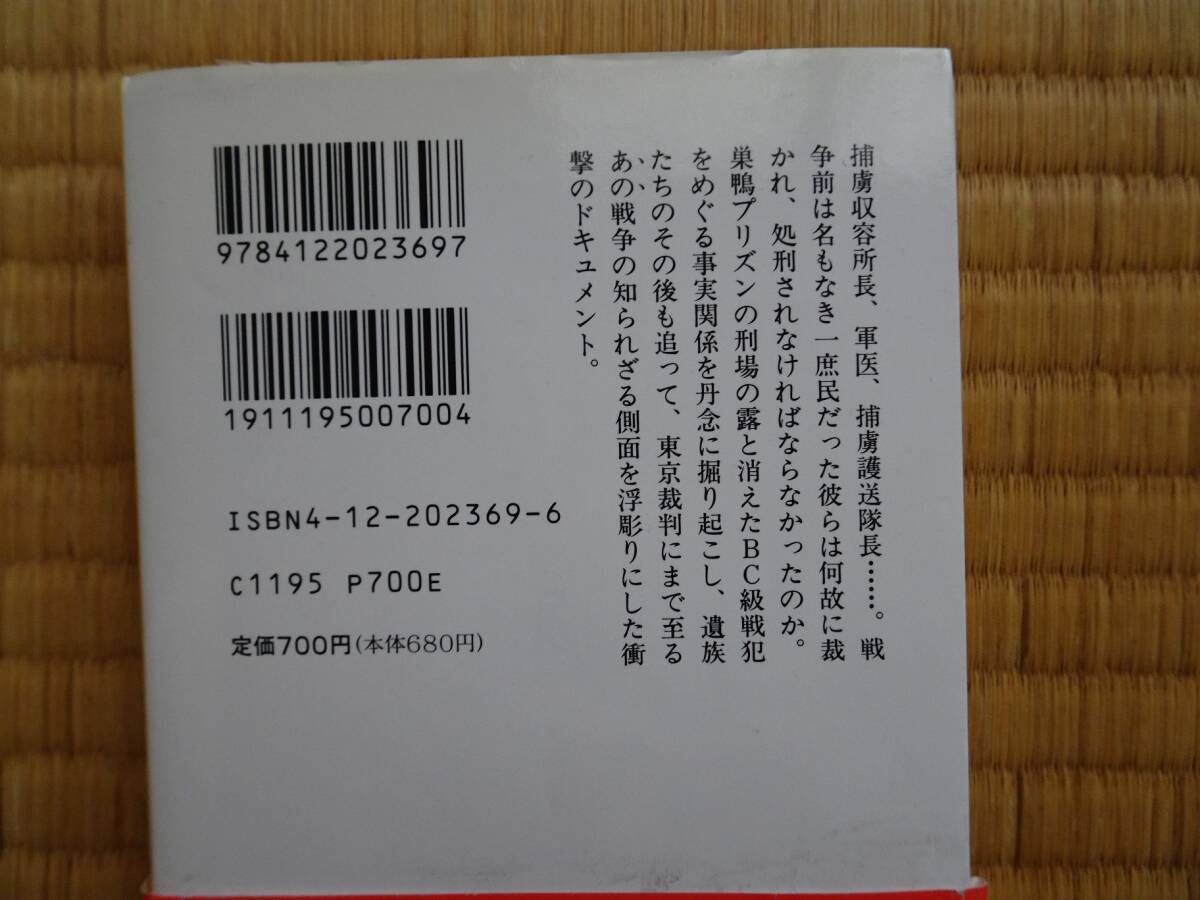 捕虜収容所長、軍医、捕虜護送隊長……。戦
争前は名もなき一庶民だった彼らは何故に裁
かれ、処刑されなければならなかったのか。
巣鴨プリズンの刑場の露と消えたＢＣ級戦犯
をめぐる事実関係を丹念に掘り起こし、遺族
たちのその後も追って、東京裁判にまで至る
あの戦争の知られざる側面を浮彫りにした衝
撃のドキュメント。
9784122023697
1911195007004
ISBN4-12-202369-6
C1195 P700E
定価700円(本体680円)